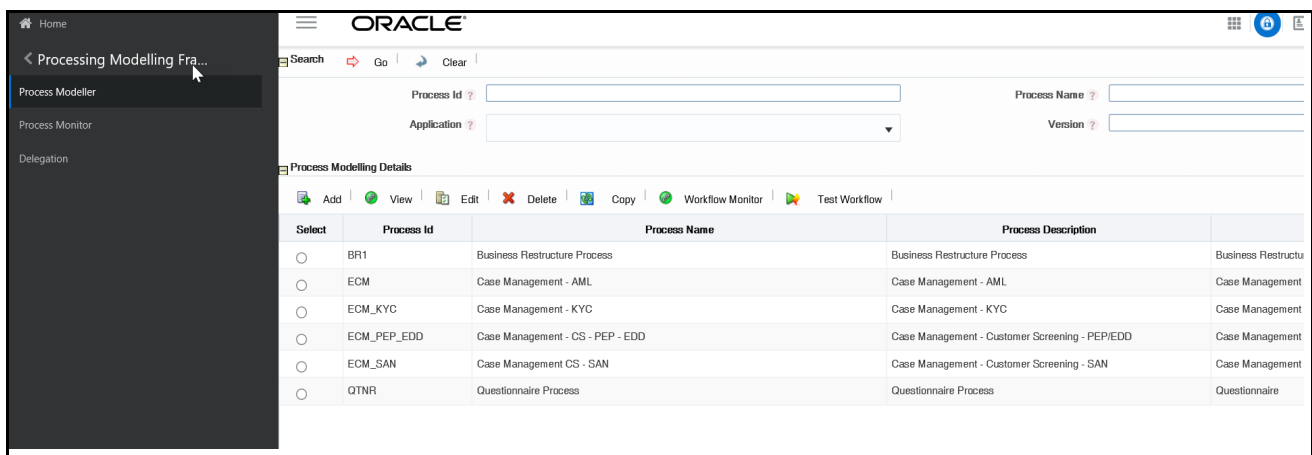 Home
ORACLE®
Processing Modelling Fra...
Search Go Clear
Process Modeller
Process Id ? Process Name ?
Process Monitor
Application ? Version ?
Delegation
Process Modelling Details
Add View Edit Delete Copy Workflow Monitor Test Workflow
Select Process Id Process Name Process Description
BR1 Business Restructure Process Business Restructure Process Business Restructu
ECM Case Management - AML Case Management - AML Case Management
ECM_KYC Case Management - KYC Case Management - KYC Case Management
ECM_PEP_EDD Case Management - CS - PEP - EDD Case Management - Customer Screening - PEP/EDD Case Management
ECM_SAN Case Management CS - SAN Case Management - Customer Screening - SAN Case Management
QTNR Questionnaire Process Questionnaire Process Questionnaire